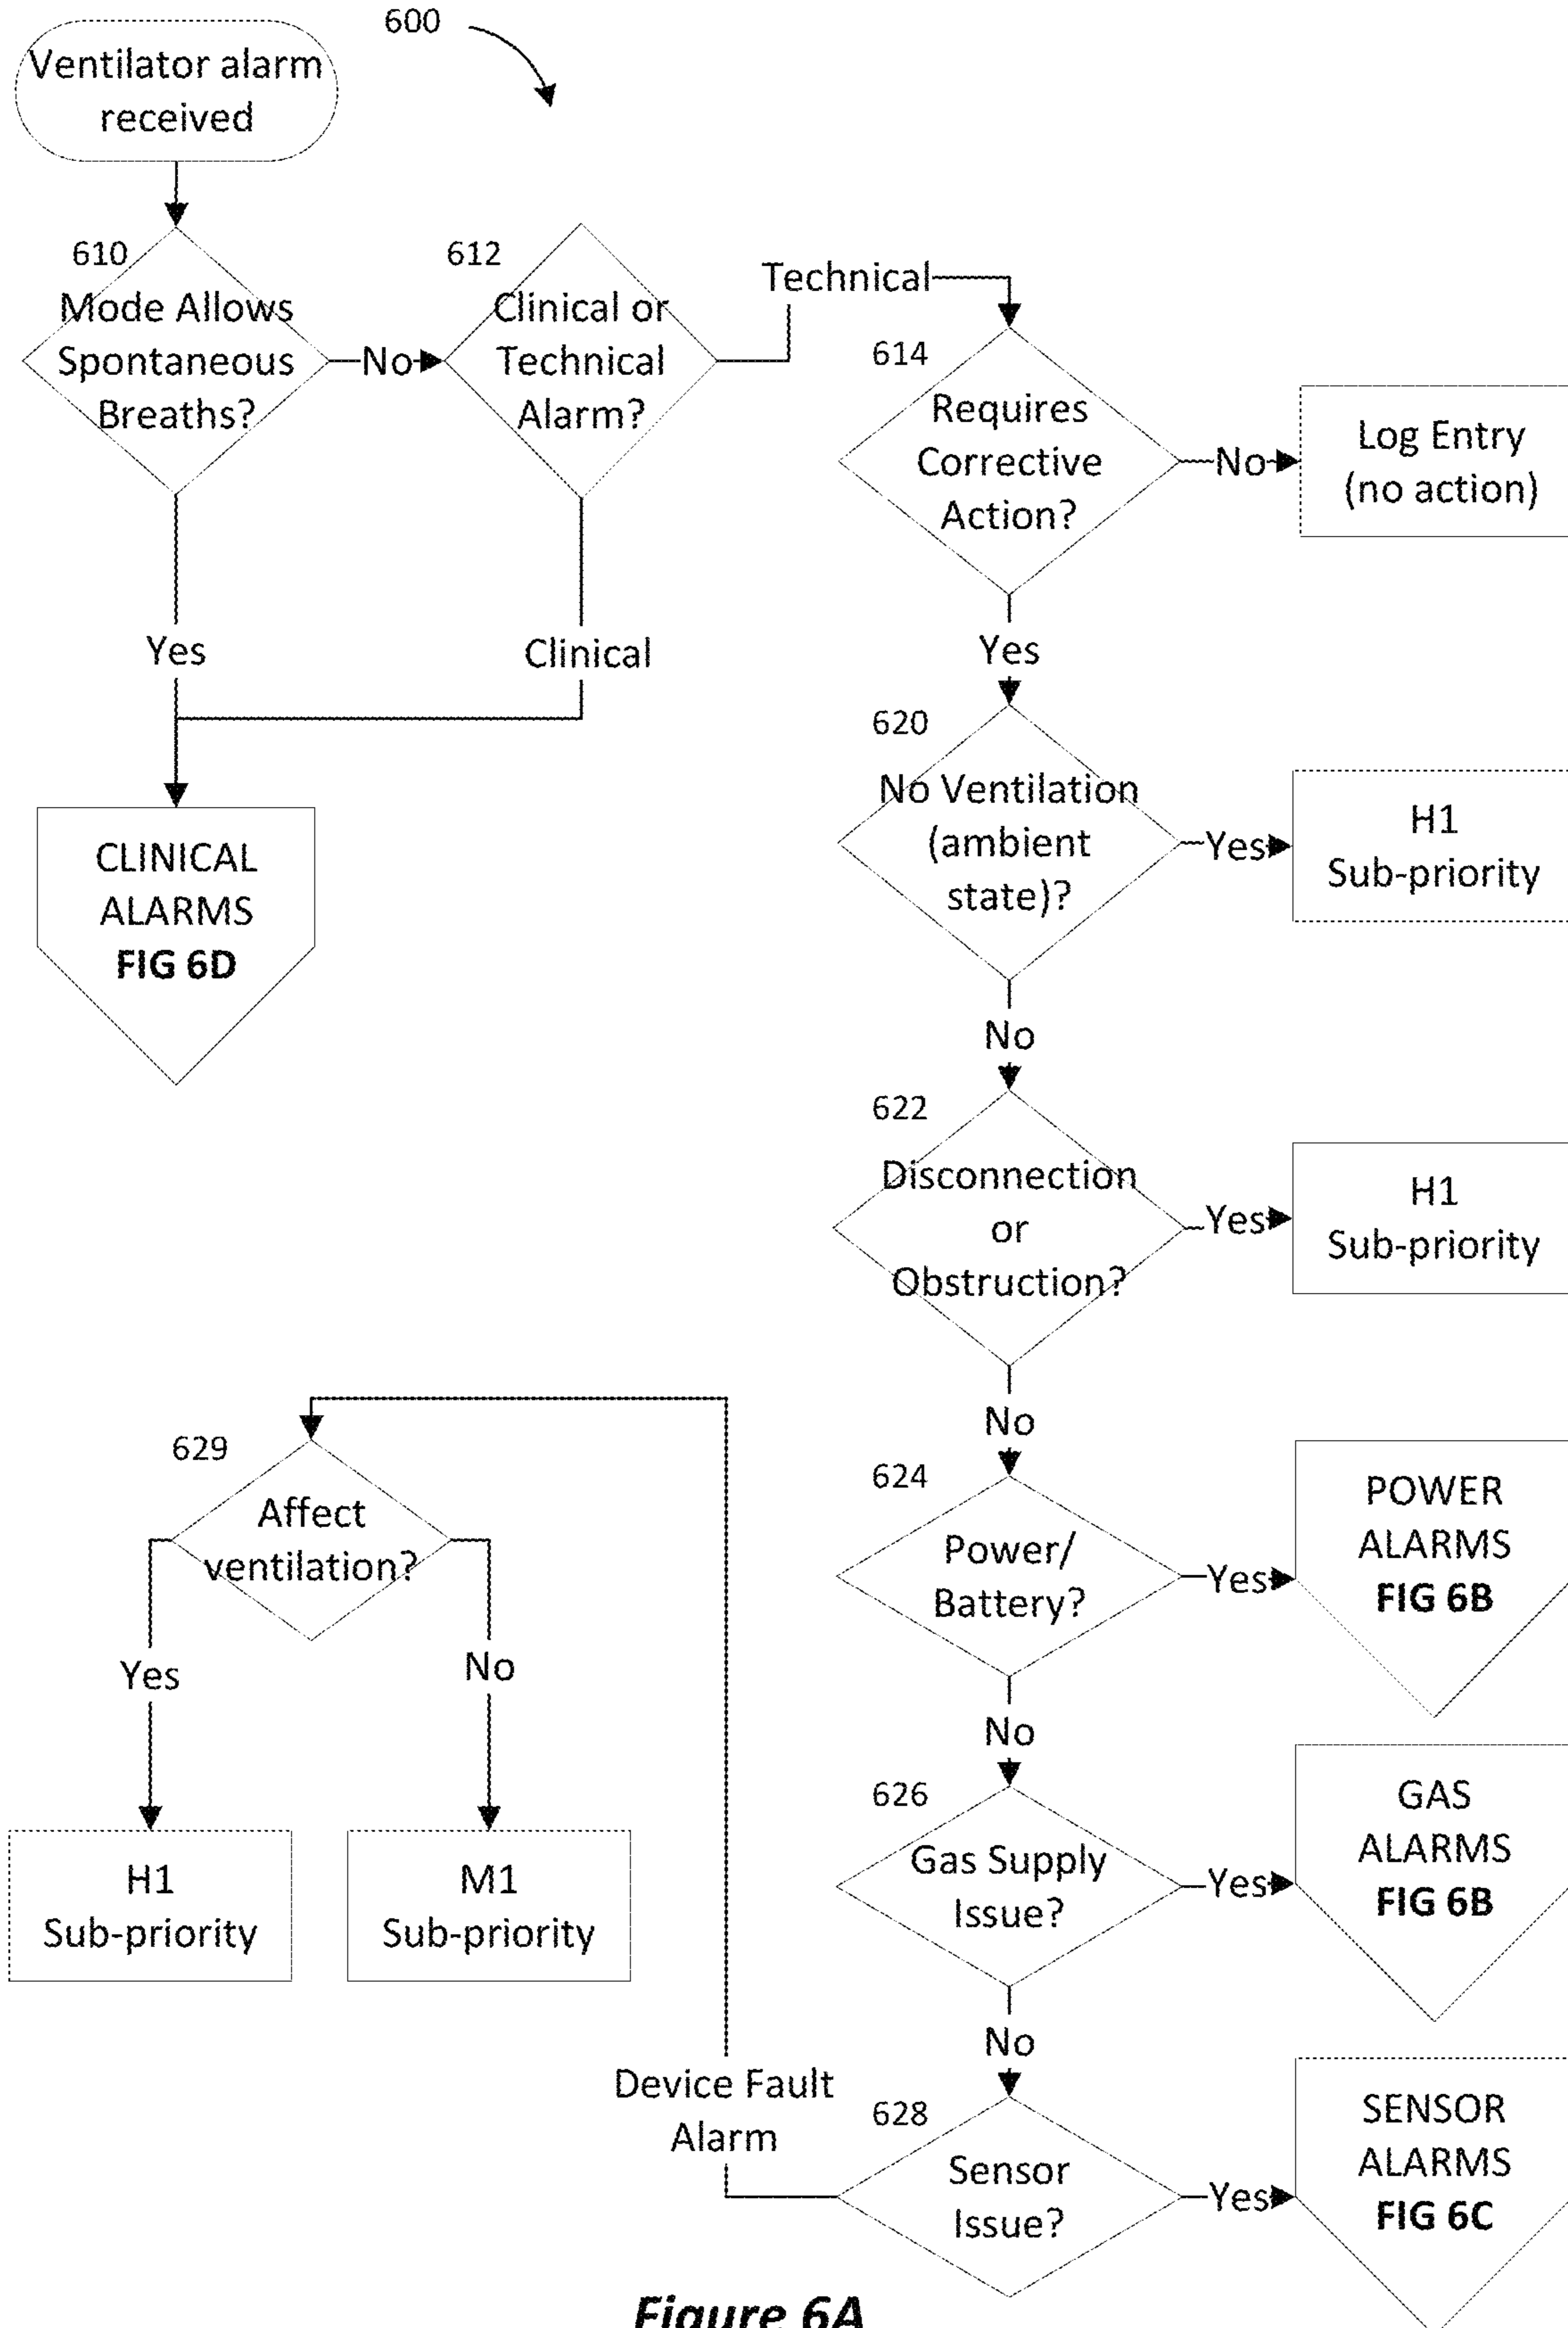 600
Ventilator alarm
received
610
Mode Allows
Spontaneous
Breaths?
No
Yes
612
Clinical or
Technical
Alarm?
Technical
Clinical
CLINICAL
ALARMS
FIG 6D
614
Requires
Corrective
Action?
No
Log Entry
(no action)
Yes
620
No Ventilation
(ambient
state)?
Yes
H1
Sub-priority
No
622
Disconnection
or
Obstruction?
Yes
H1
Sub-priority
No
624
Power/
Battery?
Yes
POWER
ALARMS
FIG 6B
No
626
Gas Supply
Issue?
Yes
GAS
ALARMS
FIG 6B
No
628
Sensor
Issue?
Yes
SENSOR
ALARMS
FIG 6C
Device Fault
Alarm
629
Affect
ventilation?
Yes
No
H1
Sub-priority
M1
Sub-priority
Figure 6A